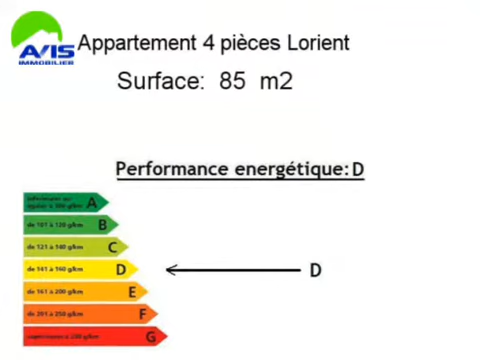 AVIS
IMMOBILIER
Appartement 4 pièces Lorient
Surface: 85 m2
Performance energétique: D
A
de 101 à 120 g/km B
de 121 à 140 g/km C
de 141 à 160 g/km D
D
de 161 à 200 g/km E
de 201 à 250 g/km F
G